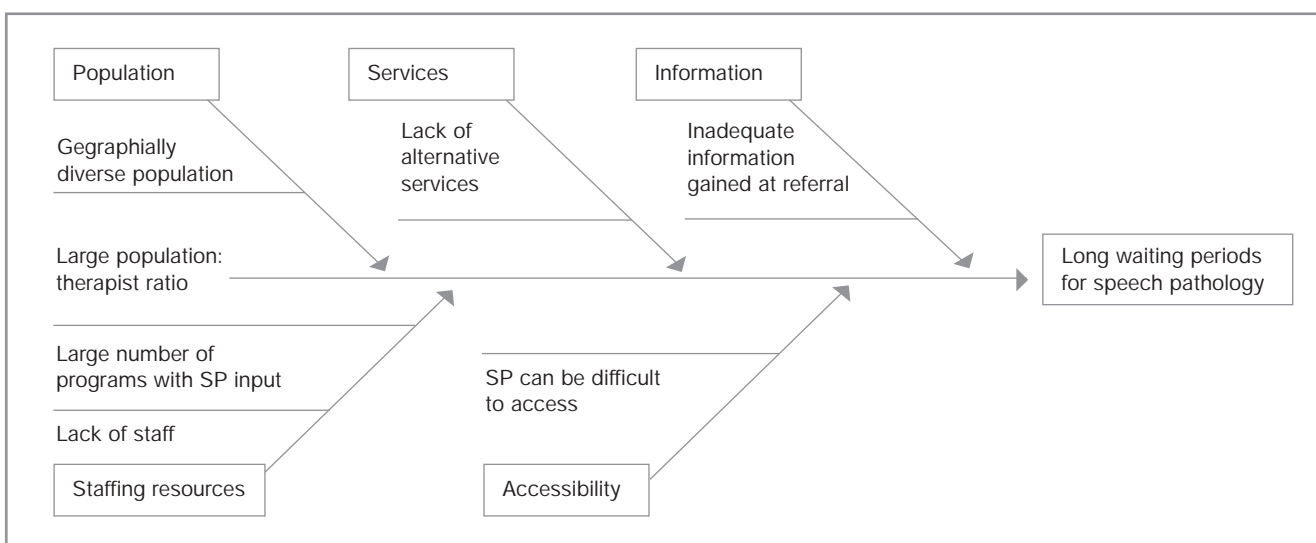 Population
Services
Information
Gegraphially
diverse population
Lack of
alternative
services
Inadequate
information
gained at referral
Large population:
therapist ratio
Long waiting periods
for speech pathology
Large number of
programs with SP input
SP can be difficult
to access
Lack of staff
Staffing resources
Accessibility